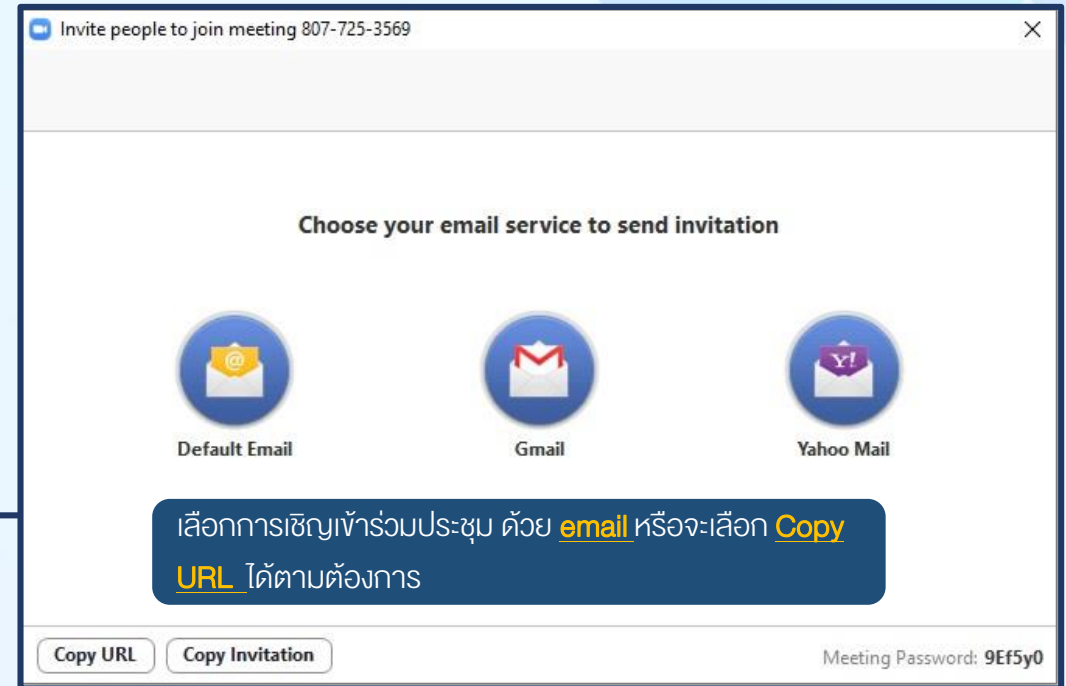 Invite people to join meeting 807-725-3569
Choose your email service to send invitation
@
Y!
Default Email
Gmail
Yahoo Mail
เลือกการเชิญเข้าร่วมประชุม ด้วย email หรือจะเลือก Copy
URL ได้ตามต้องการ
Copy URL
Copy Invitation
Meeting Password: 9Ef5y0